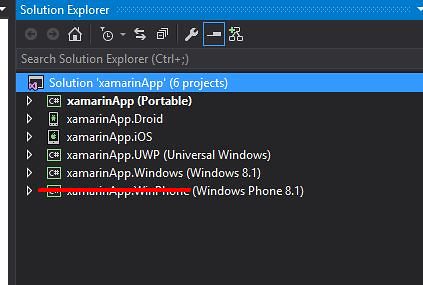 Solution Explorer
Search Solution Explorer (Ctrl+;)
Solution 'xamarinApp' (6 projects)
C# xamarinApp (Portable)
xamarinApp.Droid
xamarinApp.iOS
C# xamarinApp.UWP (Universal Windows)
C# xamarinApp.Windows (Windows 8.1)
C# xamarinApp.WinPhone (Windows Phone 8.1)